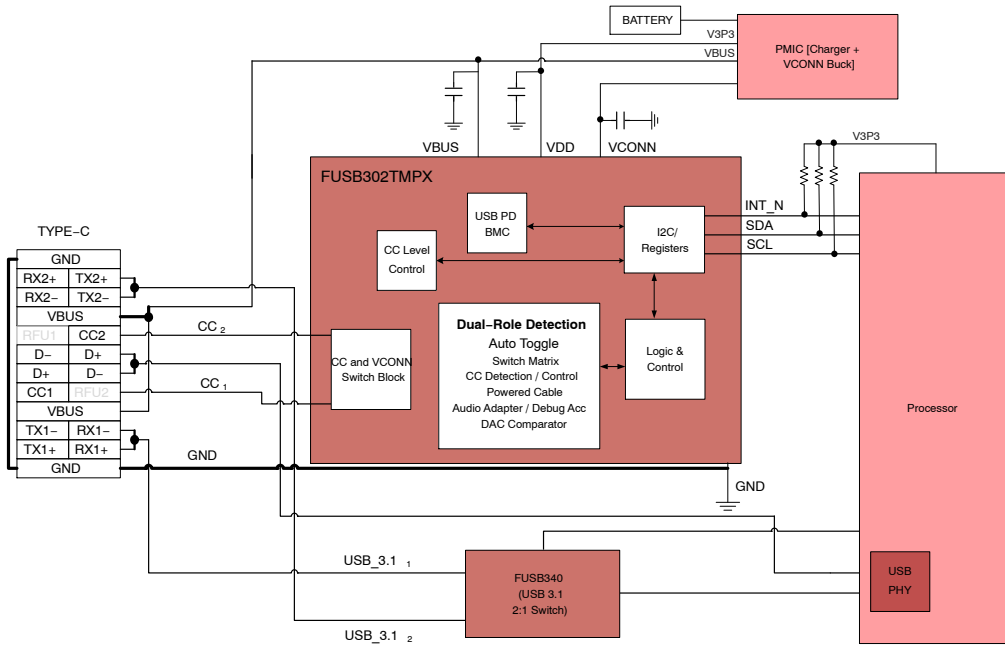 BATTERY
V3P3
VBUS
PMIC [Charger +
VCONN Buck]
VBUS
VDD
VCONN
V3P3
FUSB302TMPX
USB PD
BMC
CC Level
Control
I2C/
Registers
INT_N
SDA
SCL
Dual-Role Detection
Auto Toggle
Switch Matrix
CC Detection / Control
Powered Cable
Audio Adapter / Debug Acc
DAC Comparator
Logic &
Control
CC and VCONN
Switch Block
TYPE-C
GND
RX2+ TX2+
RX2- TX2-
VBUS
RFU1 CC2
D- D+
D+ D-
CC1 RFU2
VBUS
TX1- RX1-
TX1+ RX1+
GND
CC 2
CC 1
GND
GND
Processor
USB_3.1 1
USB_3.1 2
FUSB340
(USB 3.1
2:1 Switch)
USB
PHY